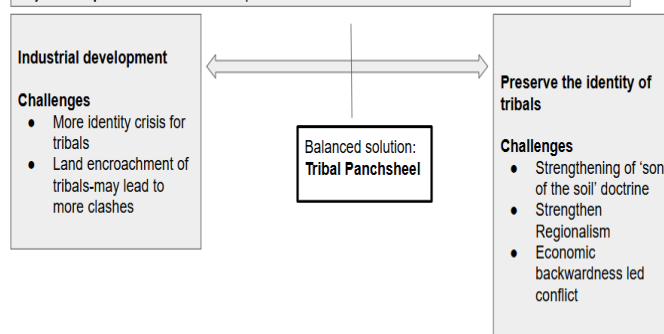 Industrial development
Challenges
● More identity crisis for
tribals
● Land encroachment of
tribals-may lead to
more clashes
Balanced solution:
Tribal Panchsheel
Preserve the identity of
tribals
Challenges
● Strengthening of ‘son
of the soil’ doctrine
● Strengthen
Regionalism
● Economic
backwardness led
conflict